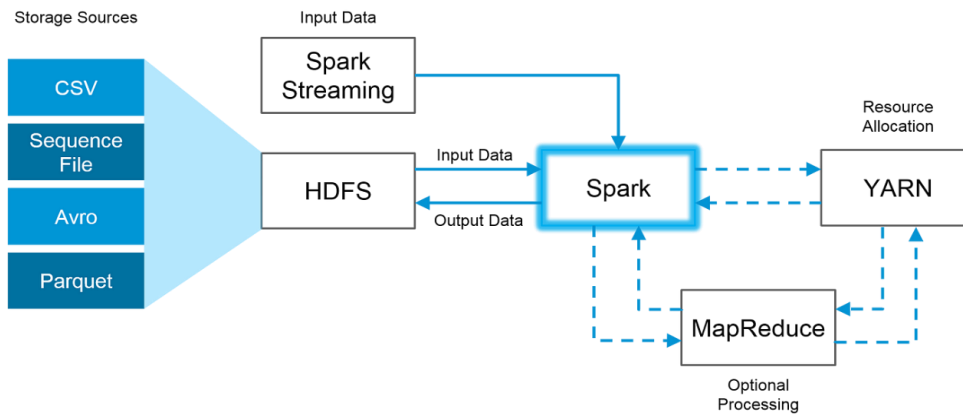 Storage Sources
Input Data
CSV
Sequence
File
Avro
Parquet
Spark
Streaming
HDFS
Input Data
Output Data
Spark
Resource
Allocation
YARN
MapReduce
Optional
Processing